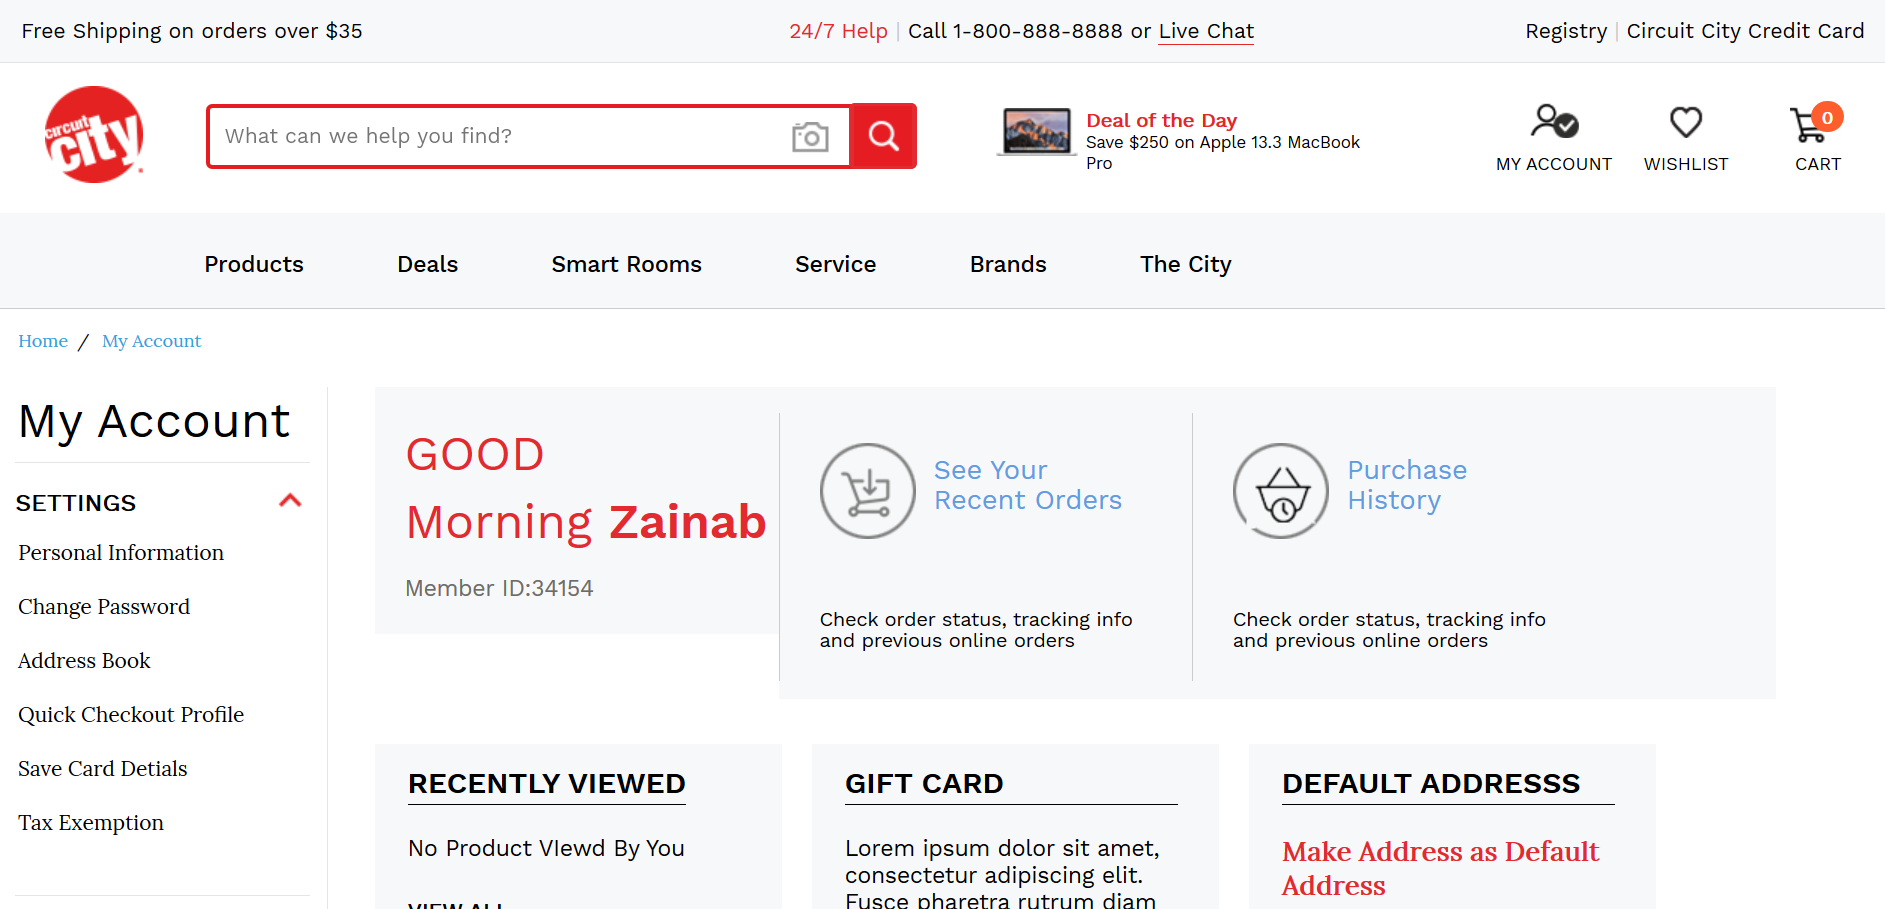 Free Shipping on orders over $35
24/7 Help | Call 1-800-888-8888 or Live Chat
Registry | Circuit City Credit Card
circuit
city
What can we help you find?
Deal of the Day
Save $250 on Apple 13.3 MacBook
Pro
MY ACCOUNT
WISHLIST
0
CART
Products
Deals
Smart Rooms
Service
Brands
The City
Home / My Account
My Account
SETTINGS
Personal Information
Change Password
Address Book
Quick Checkout Profile
Save Card Detials
Tax Exemption
GOOD
Morning Zainab
Member ID:34154
See Your
Recent Orders
Check order status, tracking info
and previous online orders
Purchase
History
Check order status, tracking info
and previous online orders
RECENTLY VIEWED
No Product VIewd By You
VIEW ALL
GIFT CARD
Lorem ipsum dolor sit amet,
consectetur adipiscing elit.
Fusce pharetra rutrum diam
DEFAULT ADDRESSS
Make Address as Default
Address